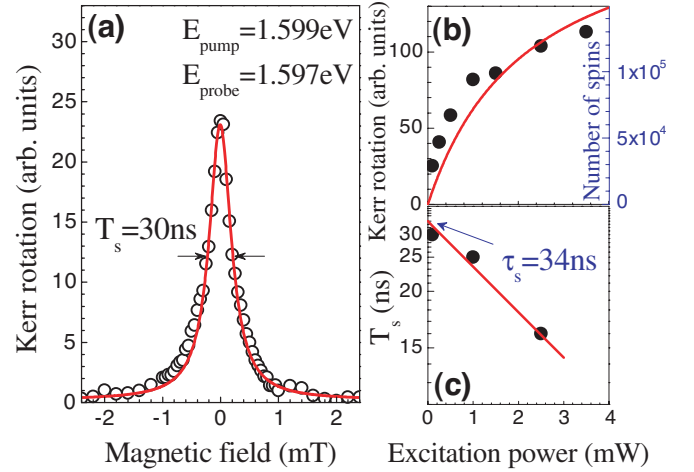 (a)
E_pump=1.599eV
E_probe=1.597eV
T_s=30ns
Kerr rotation (arb. units)
30
25
20
15
10
5
0
-2
-1
0
1
2
Magnetic field (mT)
(b)
Kerr rotation (arb. units)
100
50
0
Number of spins
1x10^5
5x10^4
0
(c)
τ_s=34ns
T_s (ns)
30
25
20
15
0
1
2
3
4
Excitation power (mW)